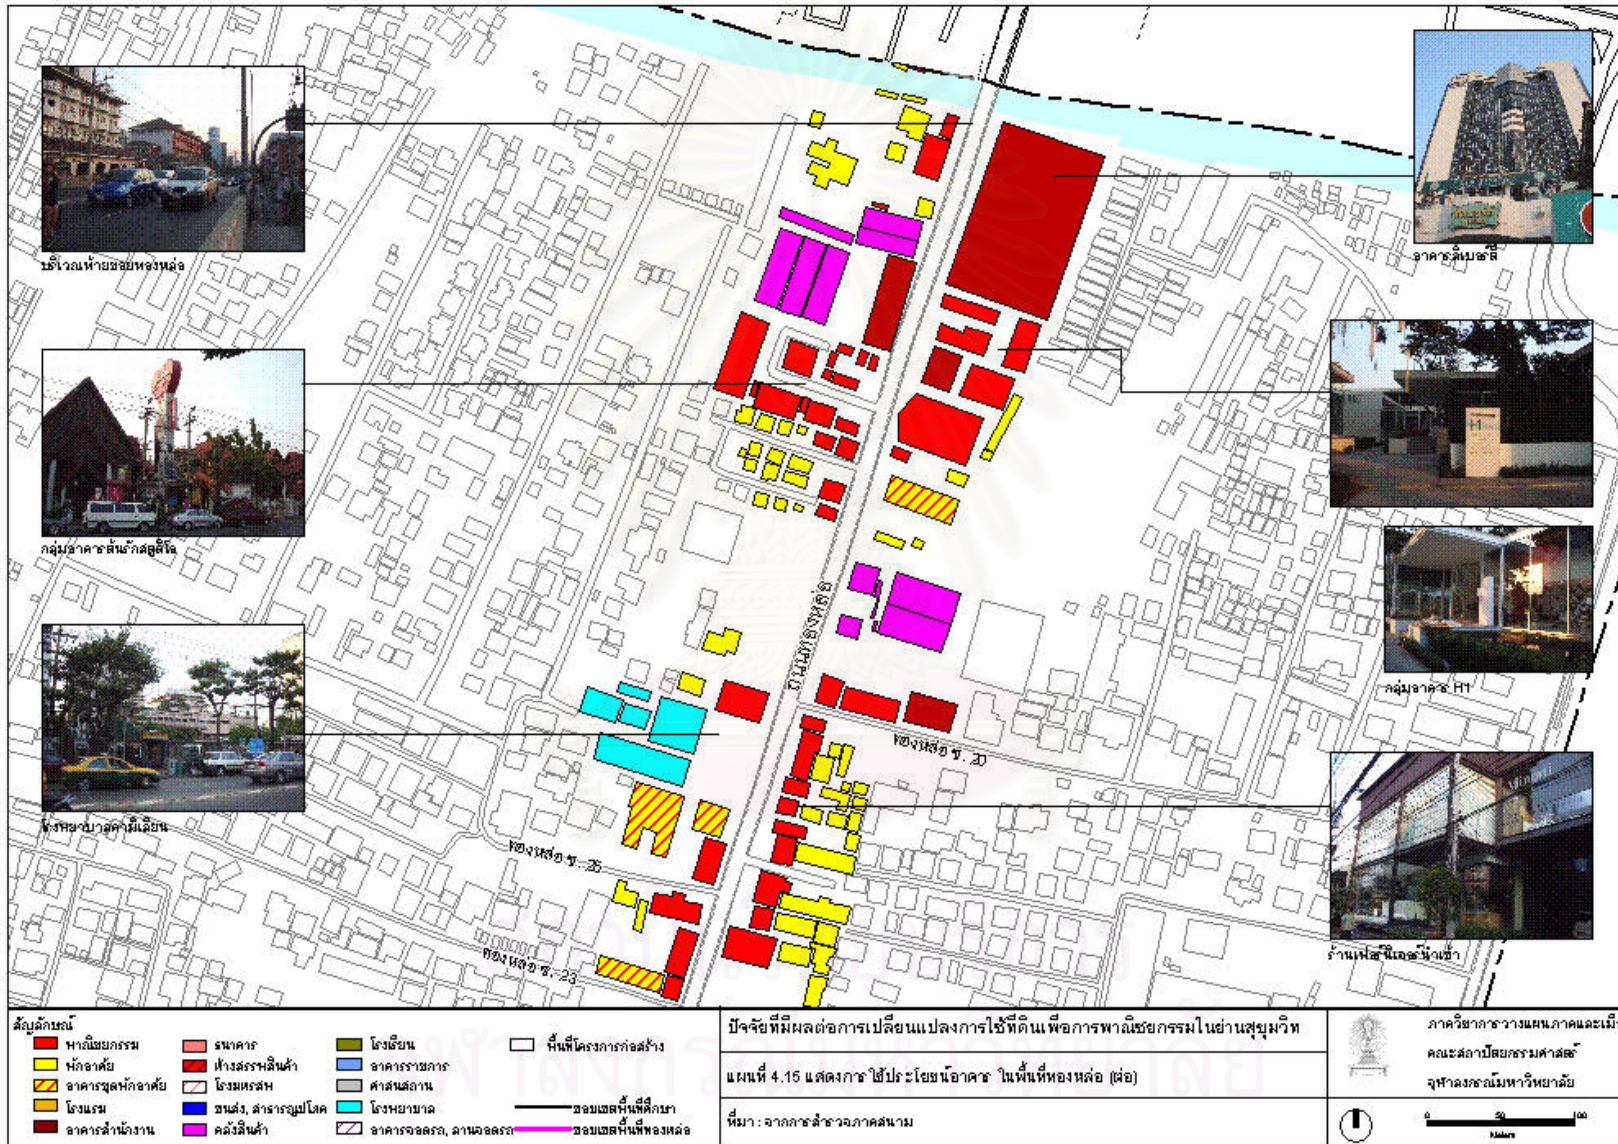 บริเวณท้ายซอยทองหล่อ
อาคารลิเบอร์ตี้
กลุ่มอาคารต้นรักสตูดิโอ
กลุ่มอาคาร H1
โรงพยาบาลคามิเลียน
ร้านเฟอร์นิเจอร์นำเข้า
ถนนทองหล่อ
ทองหล่อ ซ. 20
ทองหล่อ ซ. 25
ทองหล่อ ซ. 23
สัญลักษณ์
พาณิชยกรรม
พักอาศัย
อาคารชุดพักอาศัย
โรงแรม
อาคารสำนักงาน
ธนาคาร
ห้างสรรพสินค้า
โรงมหรสพ
ขนส่ง, สาธารณูปโภค
คลังสินค้า
โรงเรียน
อาคารราชการ
ศาสนสถาน
โรงพยาบาล
อาคารจอดรถ, ลานจอดรถ
พื้นที่โครงการก่อสร้าง
ขอบเขตพื้นที่ศึกษา
ขอบเขตพื้นที่ทองหล่อ
ปัจจัยที่มีผลต่อการเปลี่ยนแปลงการใช้ที่ดินเพื่อการพาณิชยกรรมในย่านสุขุมวิท
แผนที่ 4.15 แสดงการใช้ประโยชน์อาคาร ในพื้นที่ทองหล่อ (ต่อ)
ที่มา : จากการสำรวจภาคสนาม
ภาควิชาการวางแผนภาคและเมือ
คณะสถาปัตยกรรมศาสตร์
จุฬาลงกรณ์มหาวิทยาลัย
0 50 100
Meters